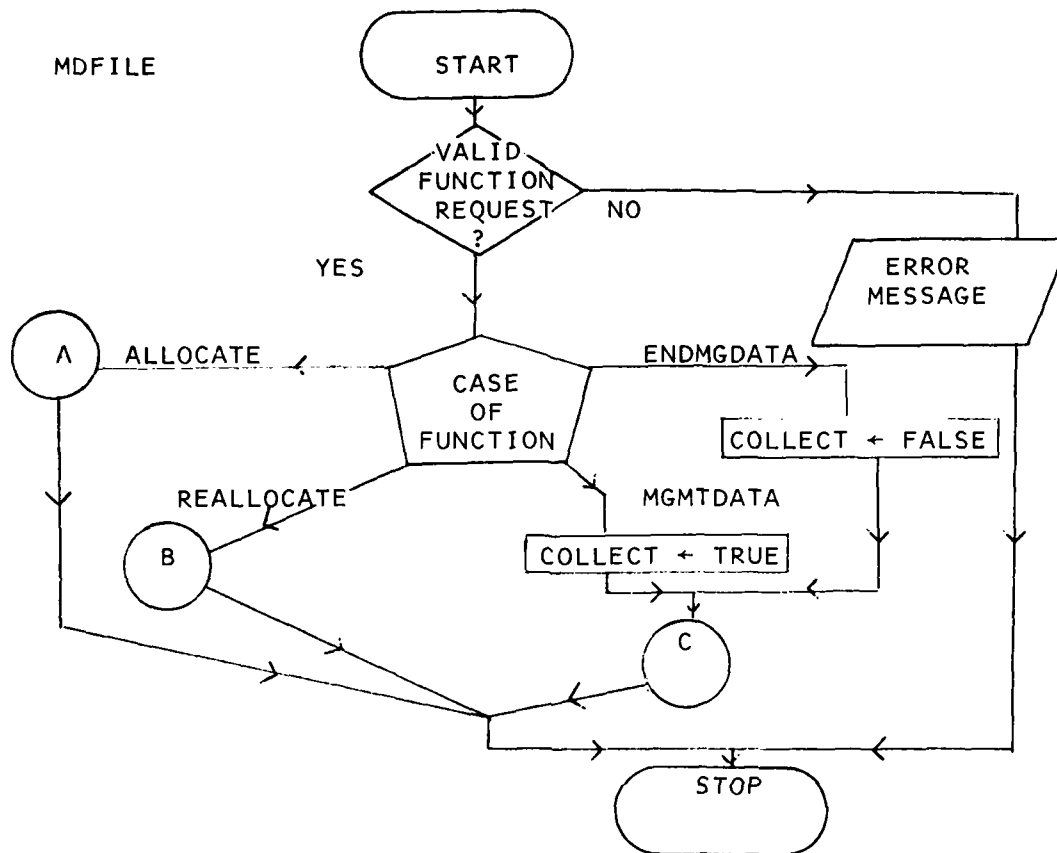 MDFILE
START
VALID
FUNCTION
REQUEST
?
NO
YES
ERROR
MESSAGE
A
ALLOCATE
ENDMGDATA
CASE
OF
FUNCTION
COLLECT ← FALSE
REALLOCATE
MGMTDATA
B
COLLECT ← TRUE
C
STOP